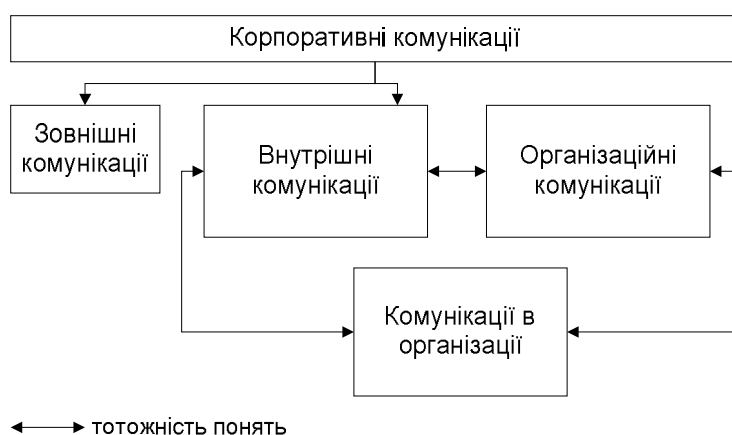 Корпоративні комунікації
Зовнішні
комунікації
Внутрішні
комунікації
Організаційні
комунікації
Комунікації в
організації
тотожність понять